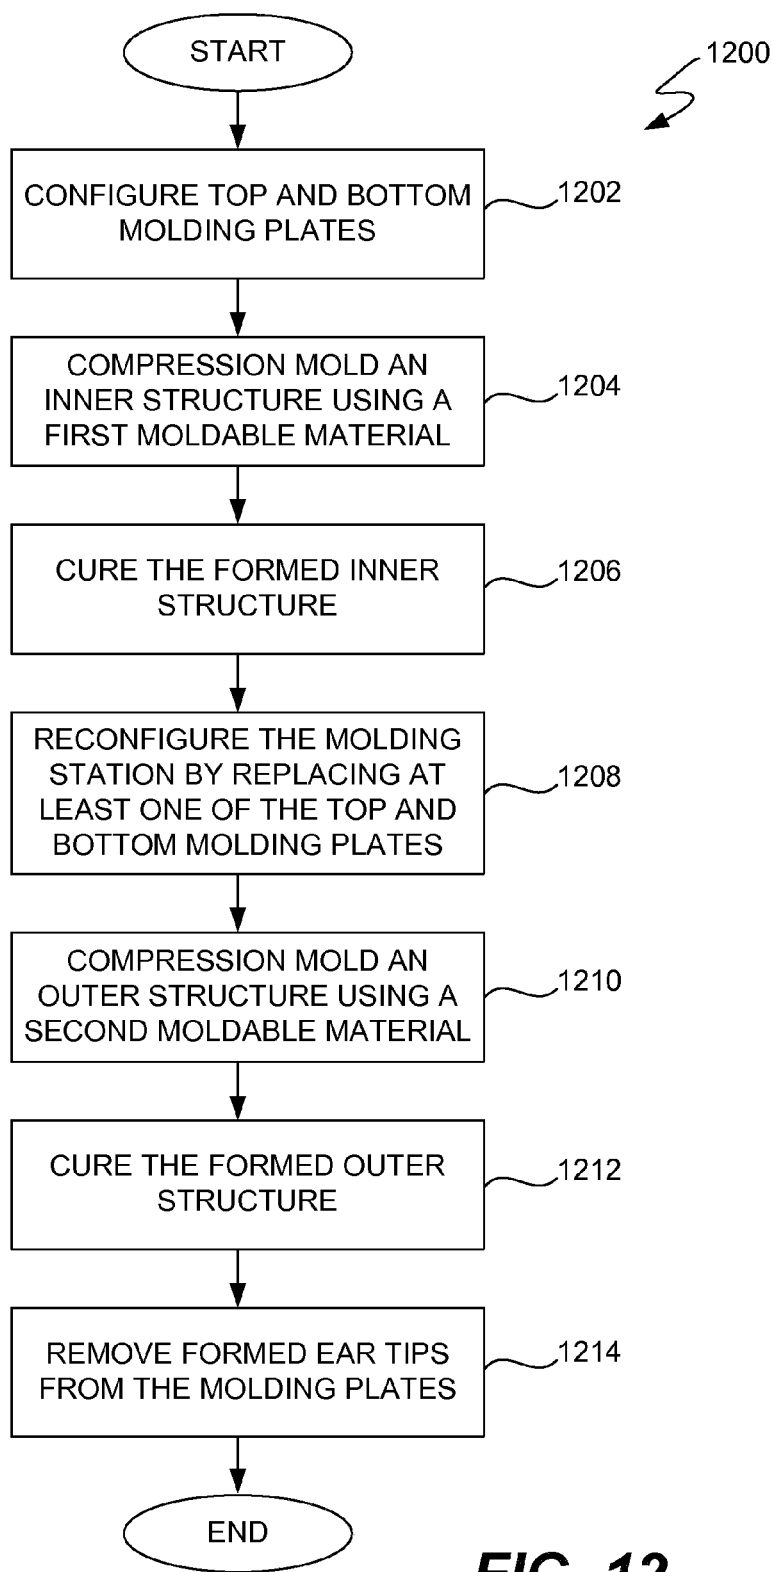 START
1200
CONFIGURE TOP AND BOTTOM
MOLDING PLATES
1202
COMPRESSION MOLD AN
INNER STRUCTURE USING A
FIRST MOLDABLE MATERIAL
1204
CURE THE FORMED INNER
STRUCTURE
1206
RECONFIGURE THE MOLDING
STATION BY REPLACING AT
LEAST ONE OF THE TOP AND
BOTTOM MOLDING PLATES
1208
COMPRESSION MOLD AN
OUTER STRUCTURE USING A
SECOND MOLDABLE MATERIAL
1210
CURE THE FORMED OUTER
STRUCTURE
1212
REMOVE FORMED EAR TIPS
FROM THE MOLDING PLATES
1214
END
FIG. 12